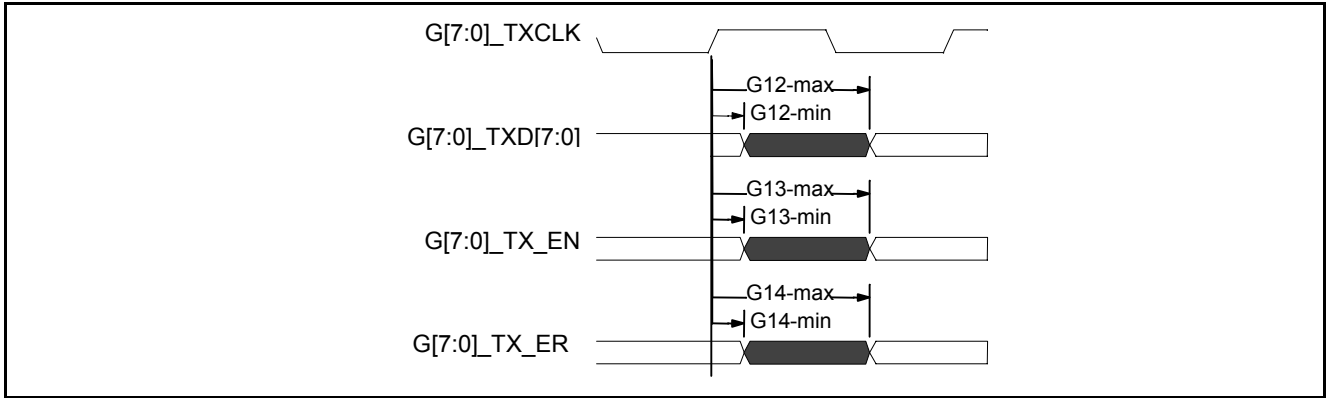 G[7:0]_TXCLK
G12-max
G12-min
G[7:0]_TXD[7:0]
G13-max
G13-min
G[7:0]_TX_EN
G14-max
G14-min
G[7:0]_TX_ER